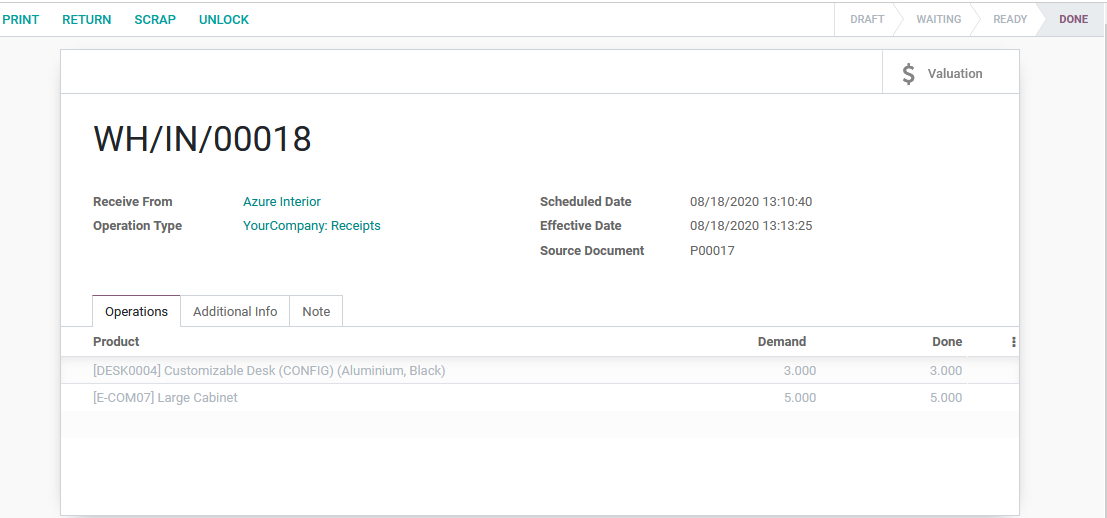 PRINT RETURN SCRAP UNLOCK DRAFT WAITING READY DONE
$ Valuation
WH/IN/00018
Receive From Azure Interior Scheduled Date 08/18/2020 13:10:40
Operation Type YourCompany: Receipts Effective Date 08/18/2020 13:13:25
Source Document P00017
Operations Additional Info Note
Product Demand Done
[DESK0004] Customizable Desk (CONFIG) (Aluminium, Black) 3.000 3.000
[E-COM07] Large Cabinet 5.000 5.000